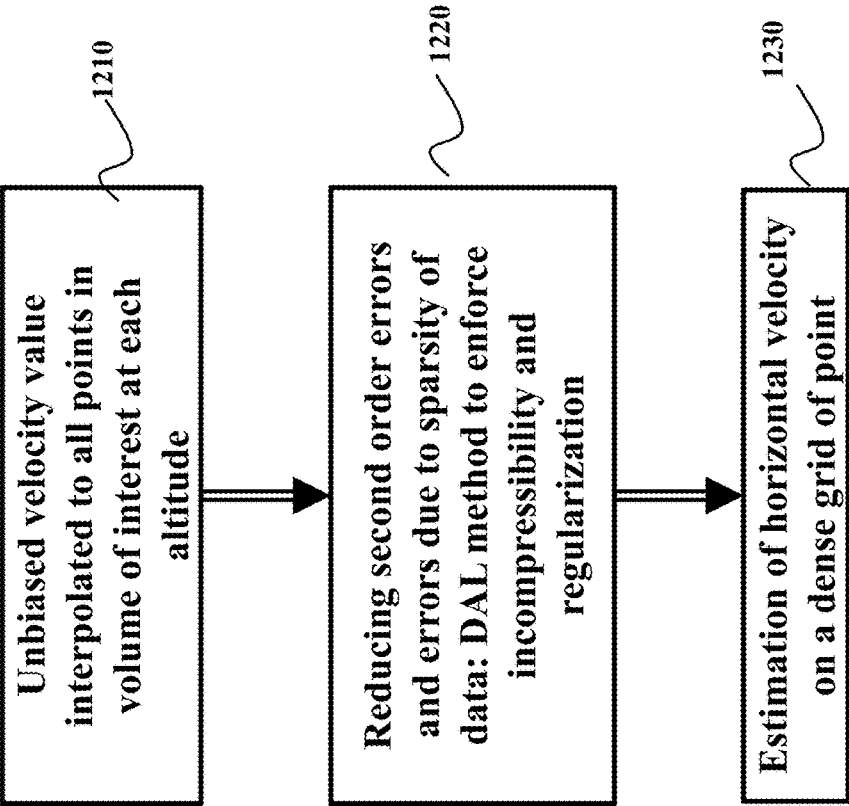 1210
Unbiased velocity value
interpolated to all points in
volume of interest at each
altitude
1220
Reducing second order errors
and errors due to sparsity of
data: DAL method to enforce
incompressibility and
regularization
1230
Estimation of horizontal velocity
on a dense grid of point